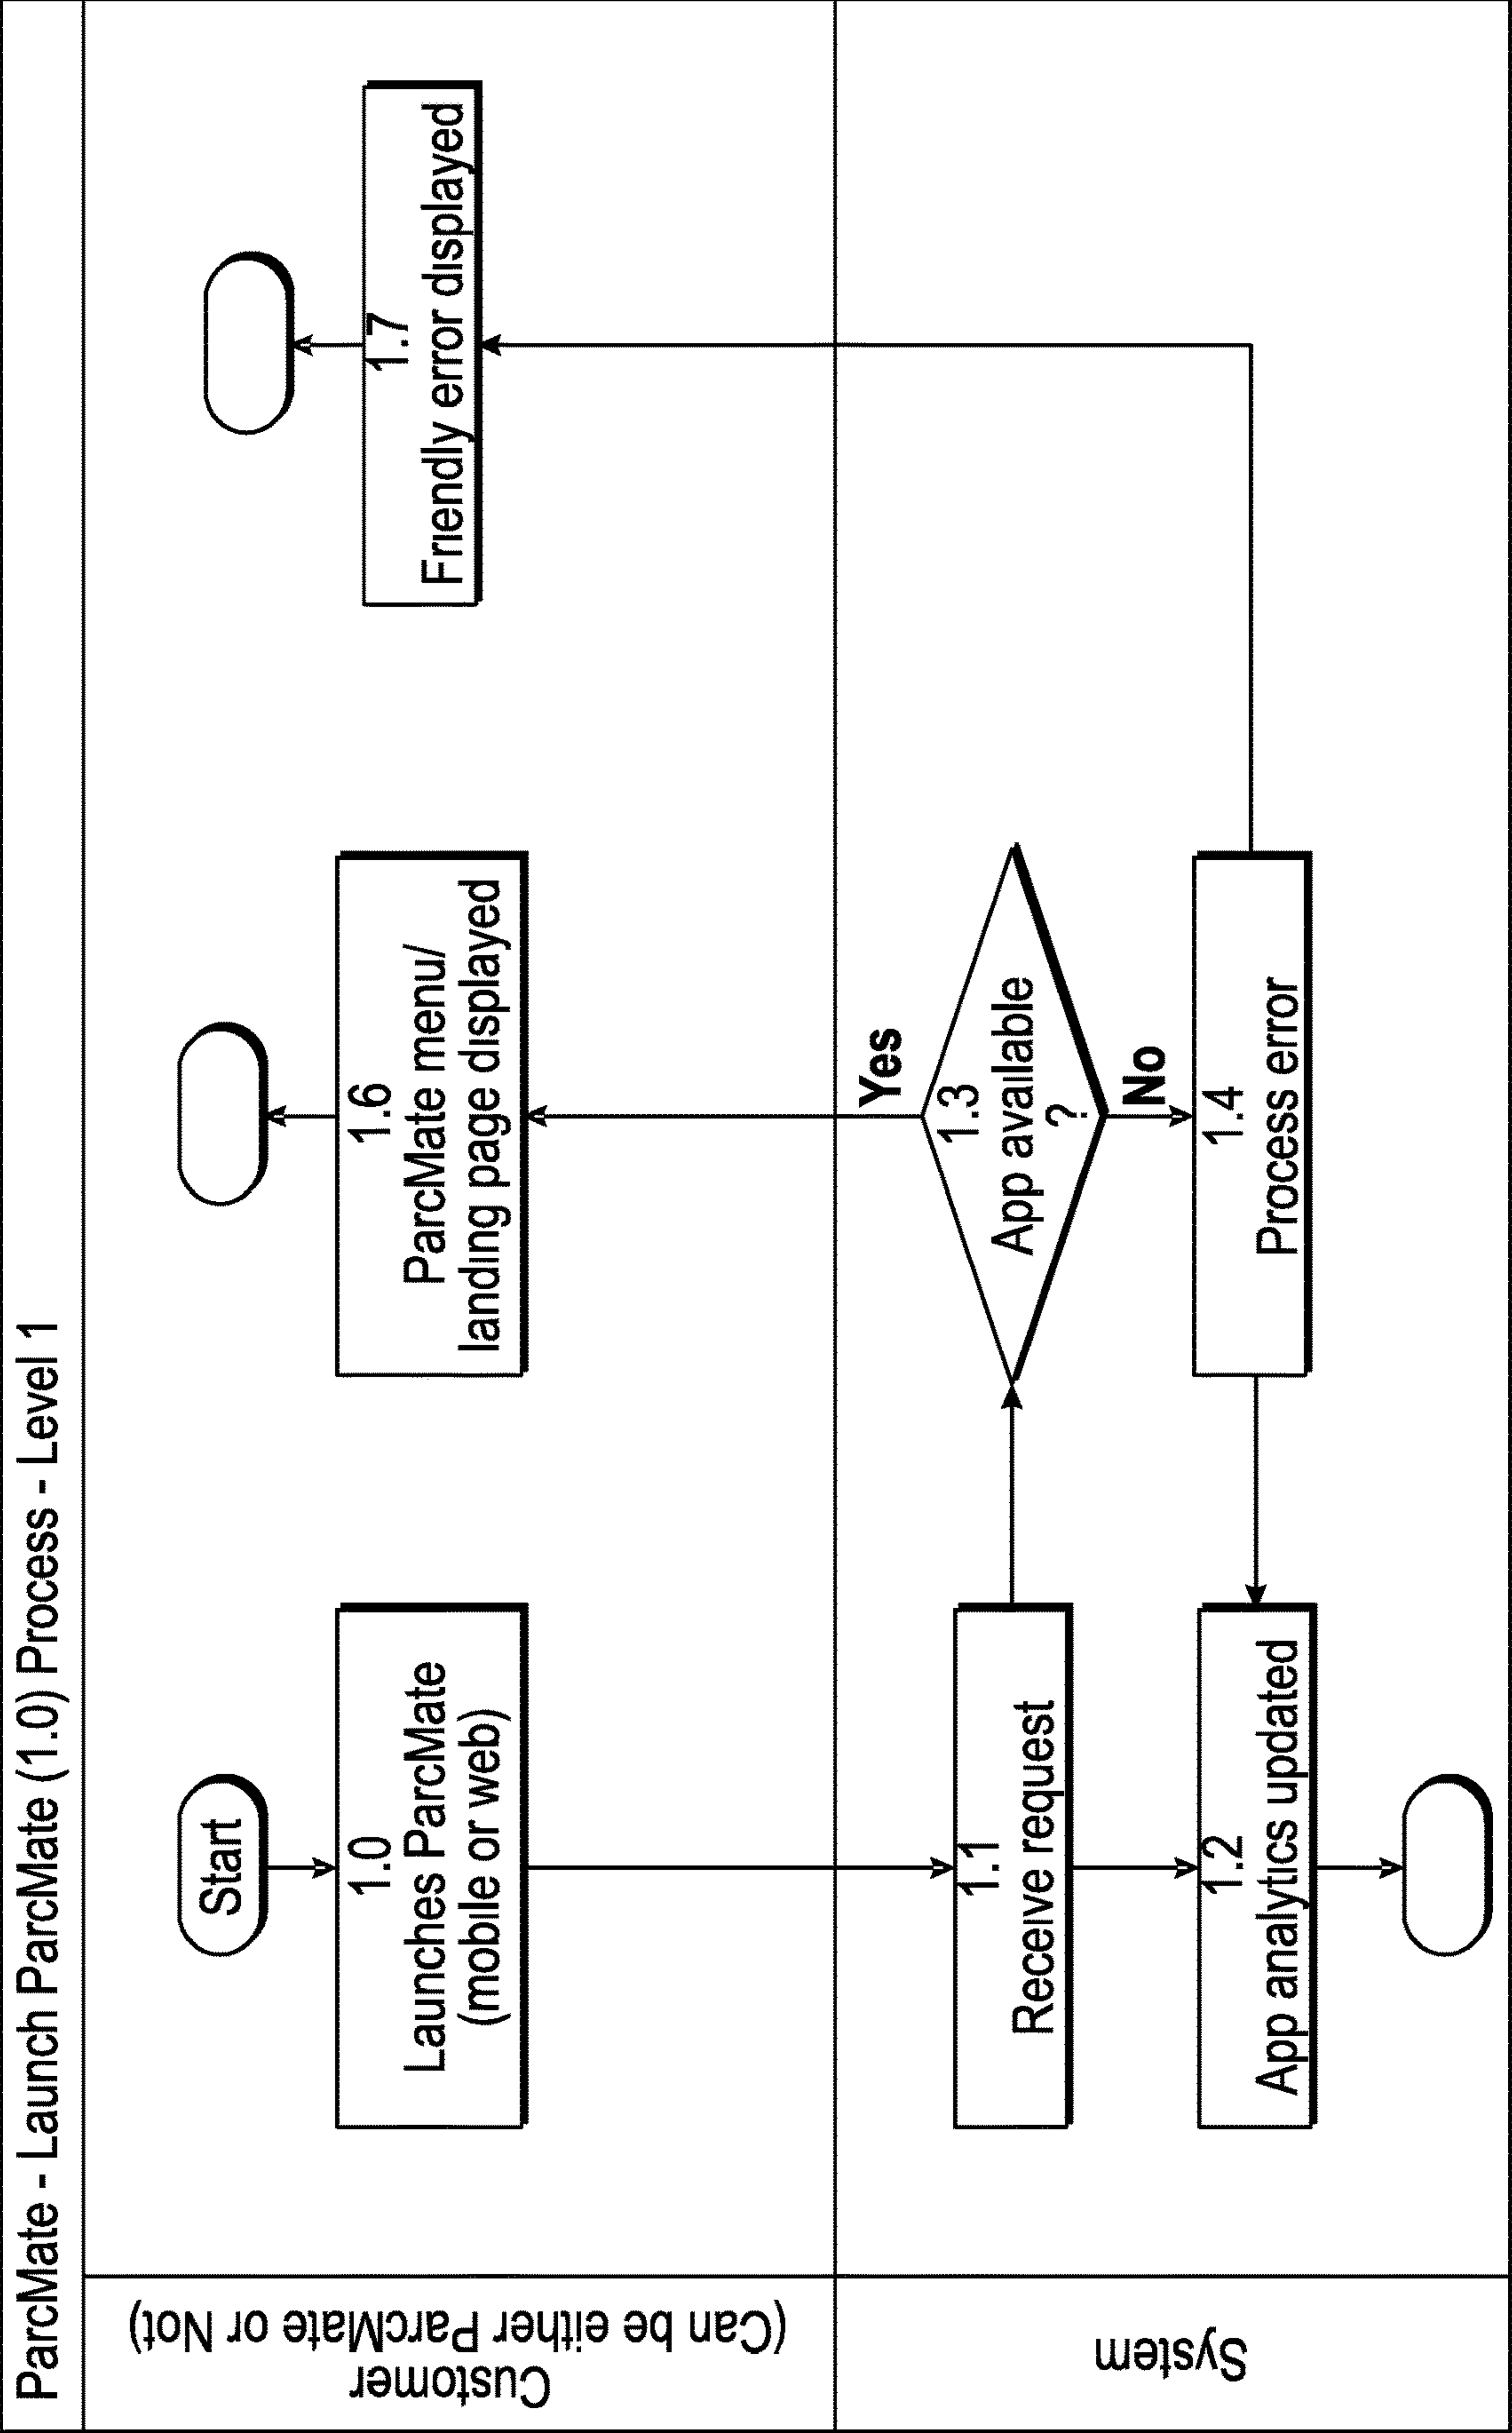 ParcMate - Launch ParcMate (1.0) Process - Level 1
Customer
(Can be either ParcMate or Not)
Start
1.0
Launches ParcMate
(mobile or web)
1.6
ParcMate menu/
landing page displayed
1.7
Friendly error displayed
System
1.1
Receive request
1.2
App analytics updated
Yes
1.3
App available
?
No
1.4
Process error